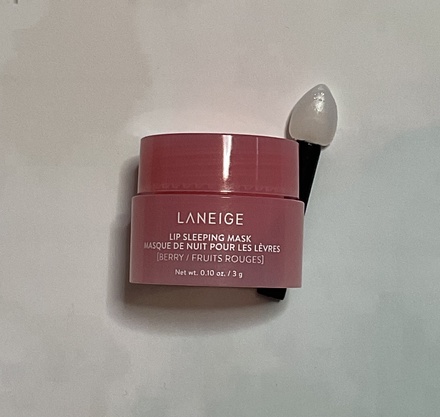 LANEIGE
LIP SLEEPING MASK
MASQUE DE NUIT POUR LES LÈVRES
[BERRY / FRUITS ROUGES]
Net wt. 0.10 oz. / 3 g